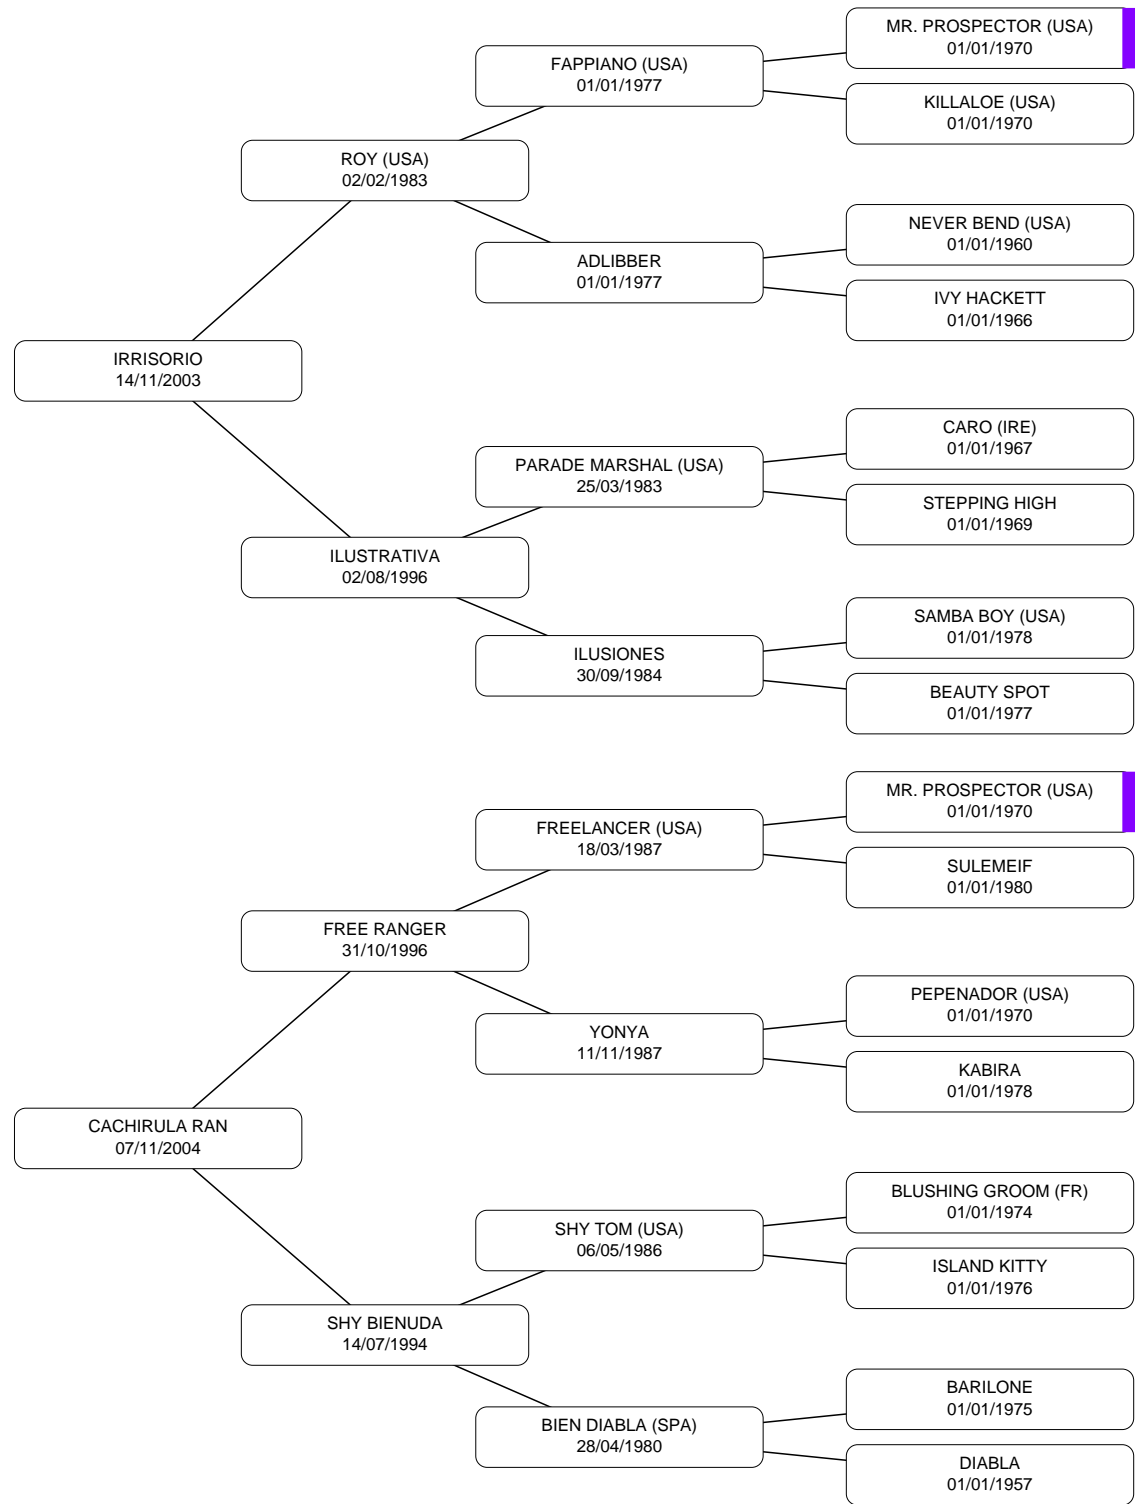 MR. PROSPECTOR (USA)
01/01/1970
FAPPIANO (USA)
01/01/1977
KILLALOE (USA)
01/01/1970
ROY (USA)
02/02/1983
NEVER BEND (USA)
01/01/1960
ADLIBBER
01/01/1977
IVY HACKETT
01/01/1966
IRRISORIO
14/11/2003
CARO (IRE)
01/01/1967
PARADE MARSHAL (USA)
25/03/1983
STEPPING HIGH
01/01/1969
ILUSTRATIVA
02/08/1996
SAMBA BOY (USA)
01/01/1978
ILUSIONES
30/09/1984
BEAUTY SPOT
01/01/1977
MR. PROSPECTOR (USA)
01/01/1970
FREELANCER (USA)
18/03/1987
SULEMEIF
01/01/1980
FREE RANGER
31/10/1996
PEPENADOR (USA)
01/01/1970
YONYA
11/11/1987
KABIRA
01/01/1978
CACHIRULA RAN
07/11/2004
BLUSHING GROOM (FR)
01/01/1974
SHY TOM (USA)
06/05/1986
ISLAND KITTY
01/01/1976
SHY BIENUDA
14/07/1994
BARILONE
01/01/1975
BIEN DIABLA (SPA)
28/04/1980
DIABLA
01/01/1957